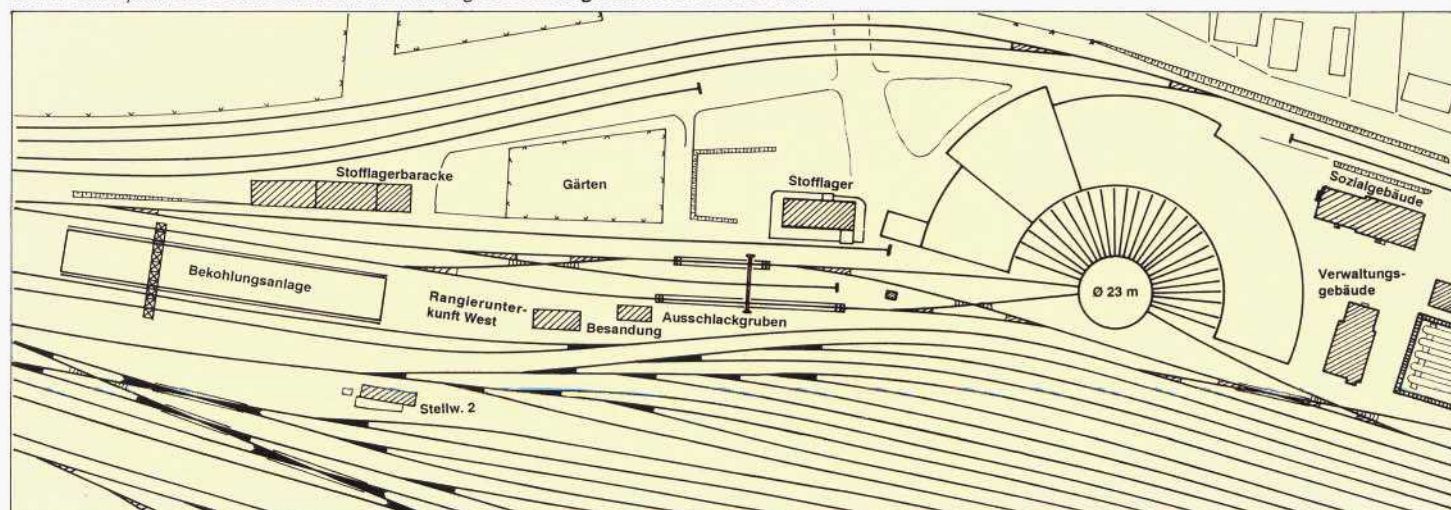 Stofflagerbaracke
Gärten
Stofflager
Sozialgebäude
Bekohlungsanlage
Rangierunter-
kunft West
Besandung
Ausschlackgruben
Ø 23 m
Verwaltungs-
gebäude
Stellw. 2